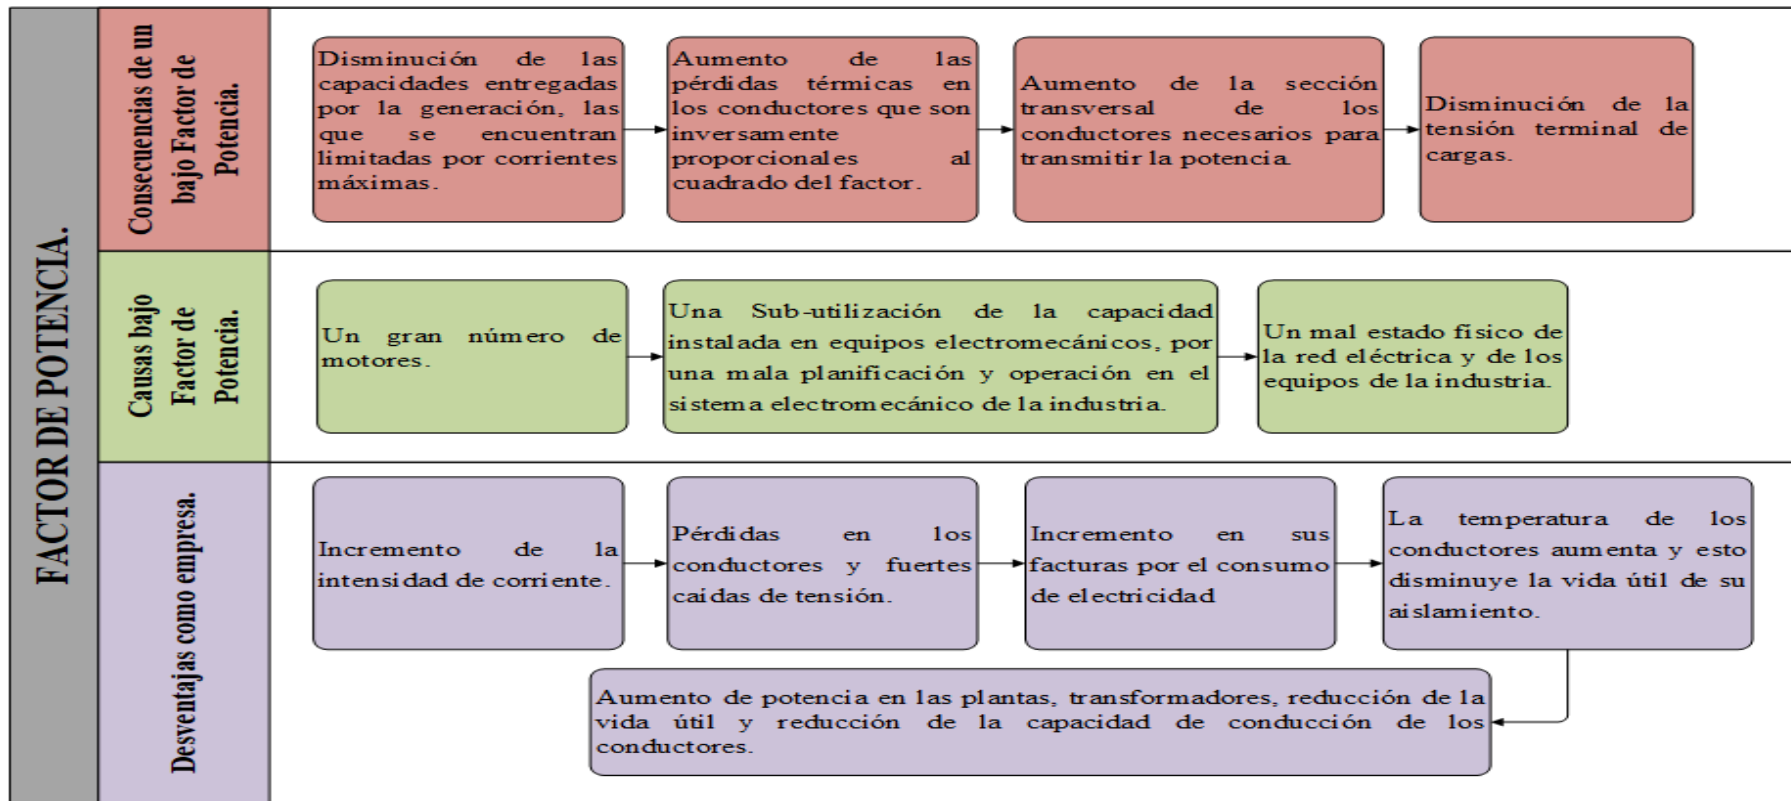 FACTOR DE POTENCIA.
Consecuencias de un
bajo Factor de
Potencia.
Disminución de las
capacidades entregadas
por la generación, las
que se encuentran
limitadas por corrientes
máximas.
Aumento de las
pérdidas térmicas en
los conductores que son
inversamente
proporcionales al
cuadrado del factor.
Aumento de la sección
transversal de los
conductores necesarios para
transmitir la potencia.
Disminución de la
tensión terminal de
cargas.
Causas bajo
Factor de
Potencia.
Un gran número de
motores.
Una Sub-utilización de la capacidad
instalada en equipos electromecánicos, por
una mala planificación y operación en el
sistema electromecánico de la industria.
Un mal estado físico de
la red eléctrica y de los
equipos de la industria.
Desventajas como empresa.
Incremento de la
intensidad de corriente.
Pérdidas en los
conductores y fuertes
caídas de tensión.
Incremento en sus
facturas por el consumo
de electricidad
La temperatura de los
conductores aumenta y esto
disminuye la vida útil de su
aislamiento.
Aumento de potencia en las plantas, transformadores, reducción de la
vida útil y reducción de la capacidad de conducción de los
conductores.